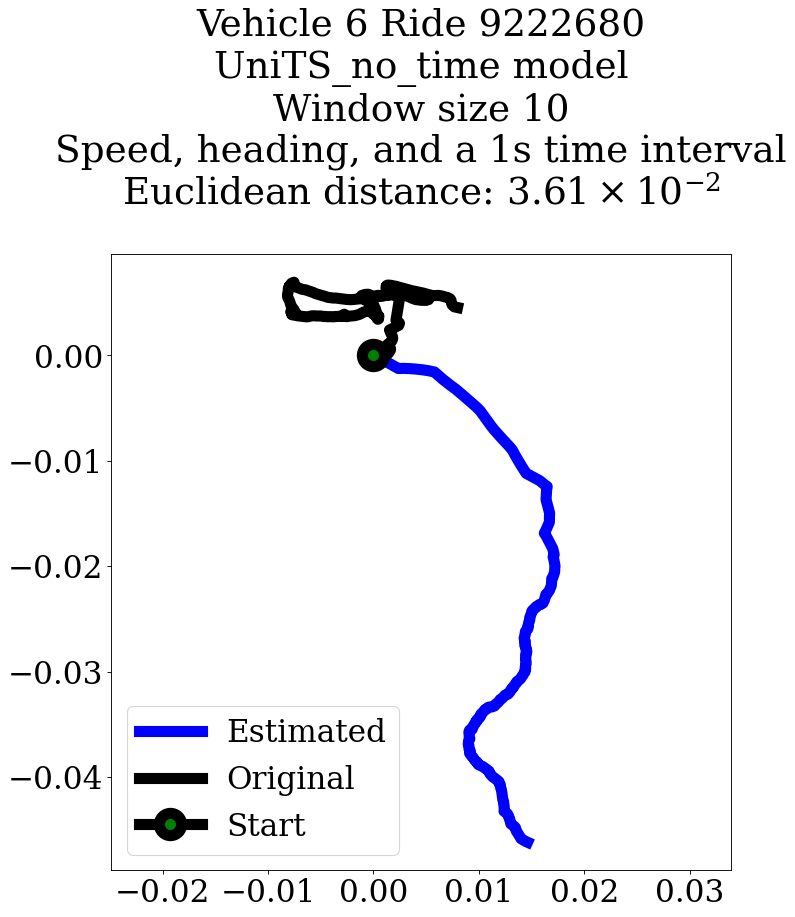 Vehicle 6 Ride 9222680
UniTS_no_time model
Window size 10
Speed, heading, and a 1s time interval
Euclidean distance: 3.61 × 10⁻²
0.00
−0.01
−0.02
−0.03
−0.04
Estimated
Original
Start
−0.02 −0.01 0.00 0.01 0.02 0.03